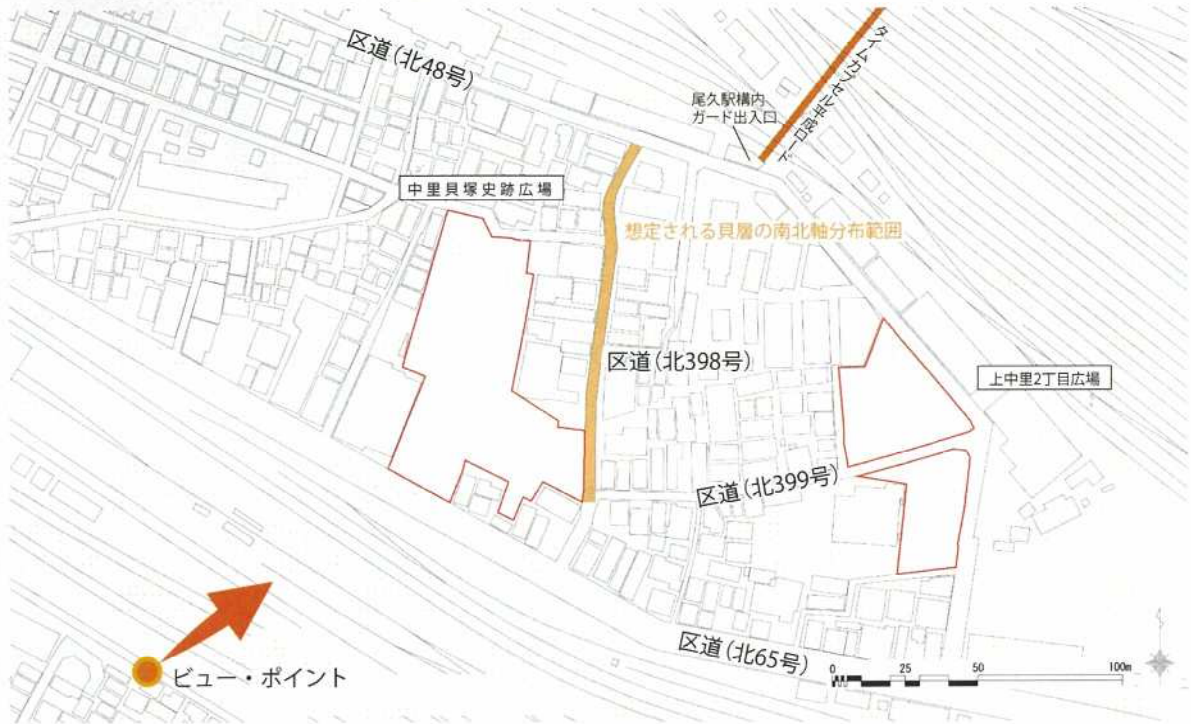 区道(北48号)
タイムカプセル平成ロード
尾久駅構内
ガード出入口
中里貝塚史跡広場
想定される貝層の南北軸分布範囲
区道(北398号)
上中里2丁目広場
区道(北399号)
区道(北65号)
ビュー・ポイント
0 25 50 100m